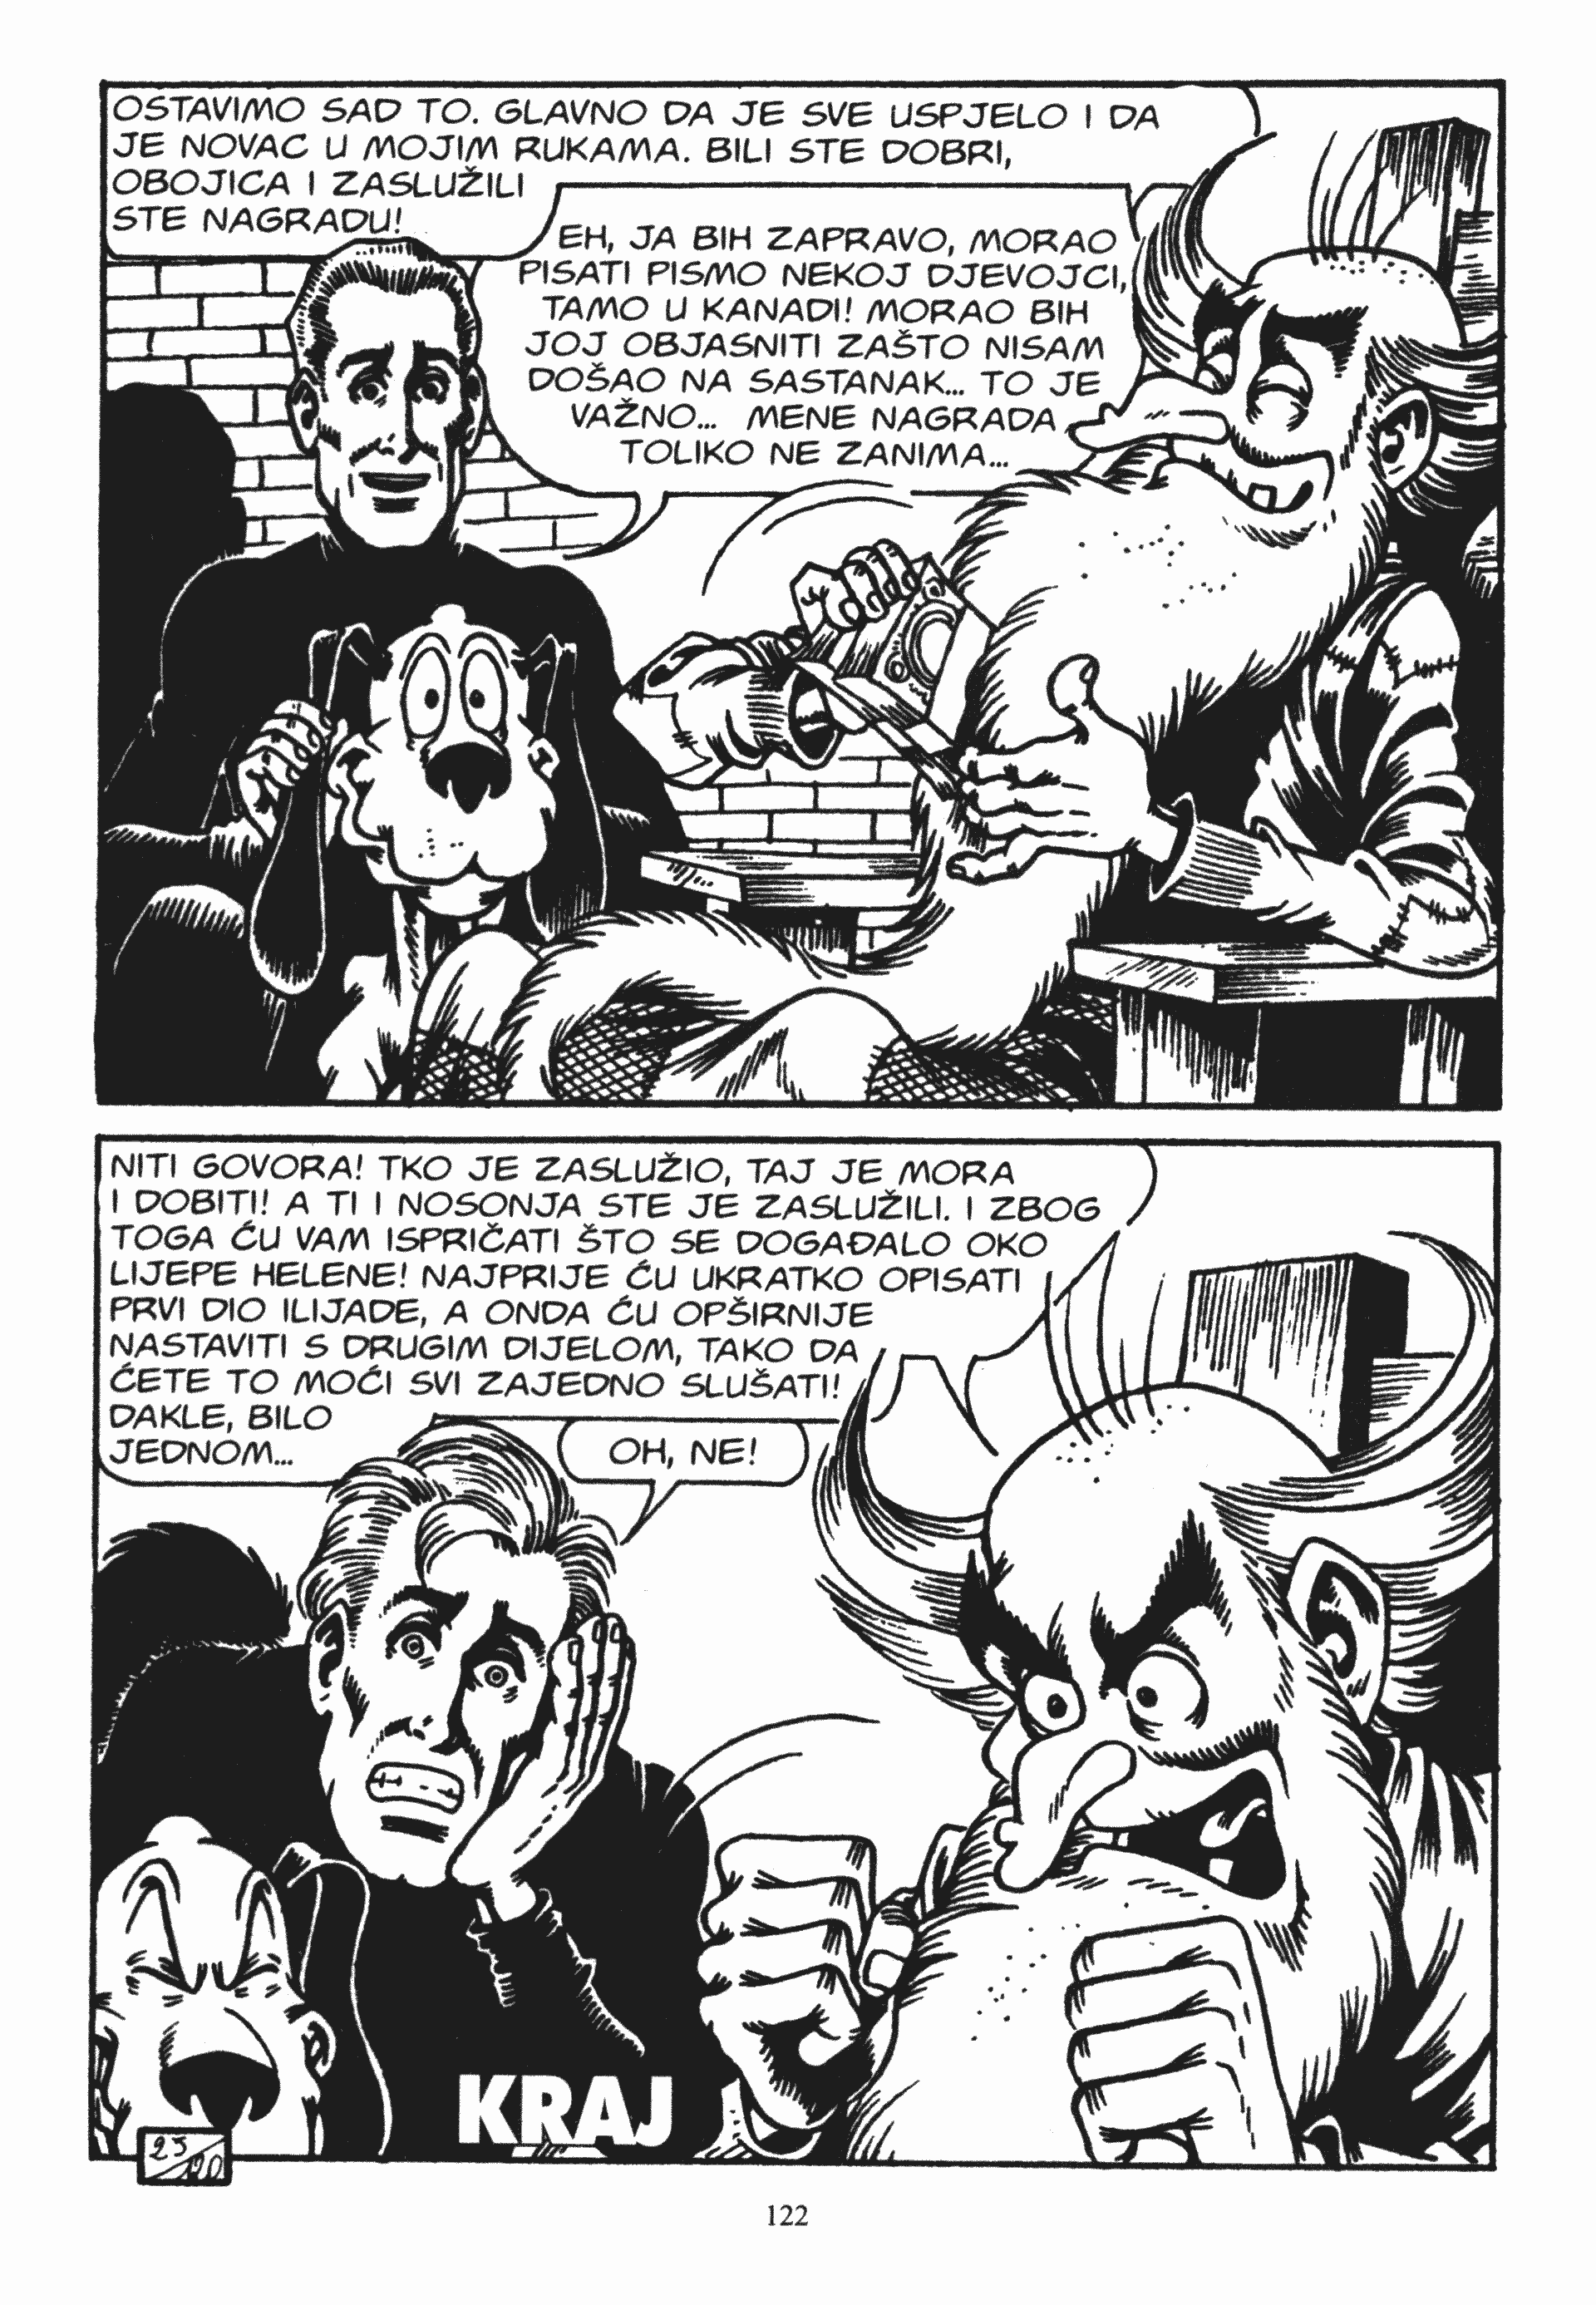 OSTAVIMO SAD TO. GLAVNO DA JE SVE USPJELO I DA
JE NOVAC U MOJIM RUKAMA. BILI STE DOBRI,
OBOJICA I ZASLUŽILI
STE NAGRADU!
EH, JA BIH ZAPRAVO, MORAO
PISATI PISMO NEKOJ DJEVOJCI,
TAMO U KANADI! MORAO BIH
JOJ OBJASNITI ZAŠTO NISAM
DOŠAO NA SASTANAK... TO JE
VAŽNO... MENE NAGRADA
TOLIKO NE ZANIMA...
NITI GOVORA! TKO JE ZASLUŽIO, TAJ JE MORA
I DOBITI! A TI I NOSONJA STE JE ZASLUŽILI. I ZBOG
TOGA ĆU VAM ISPRIČATI ŠTO SE DOGAĐALO OKO
LIJEPE HELENE! NAJPRIJE ĆU UKRATKO OPISATI
PRVI DIO ILIJADE, A ONDA ĆU OPŠIRNIJE
NASTAVITI S DRUGIM DIJELOM, TAKO DA
ĆETE TO MOĆI SVI ZAJEDNO SLUŠATI!
DAKLE, BILO
JEDNOM...
OH, NE!
KRAJ
122